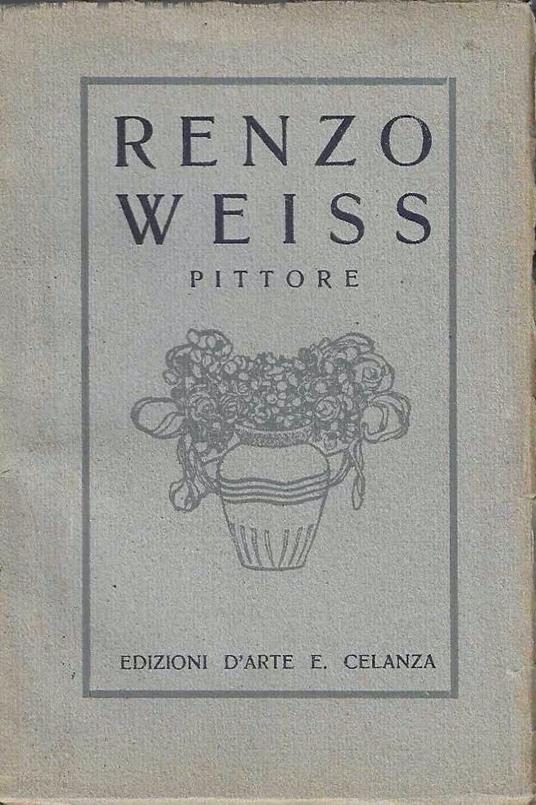 RENZO
WEISS
PITTORE
EDIZIONI D'ARTE E. CELANZA